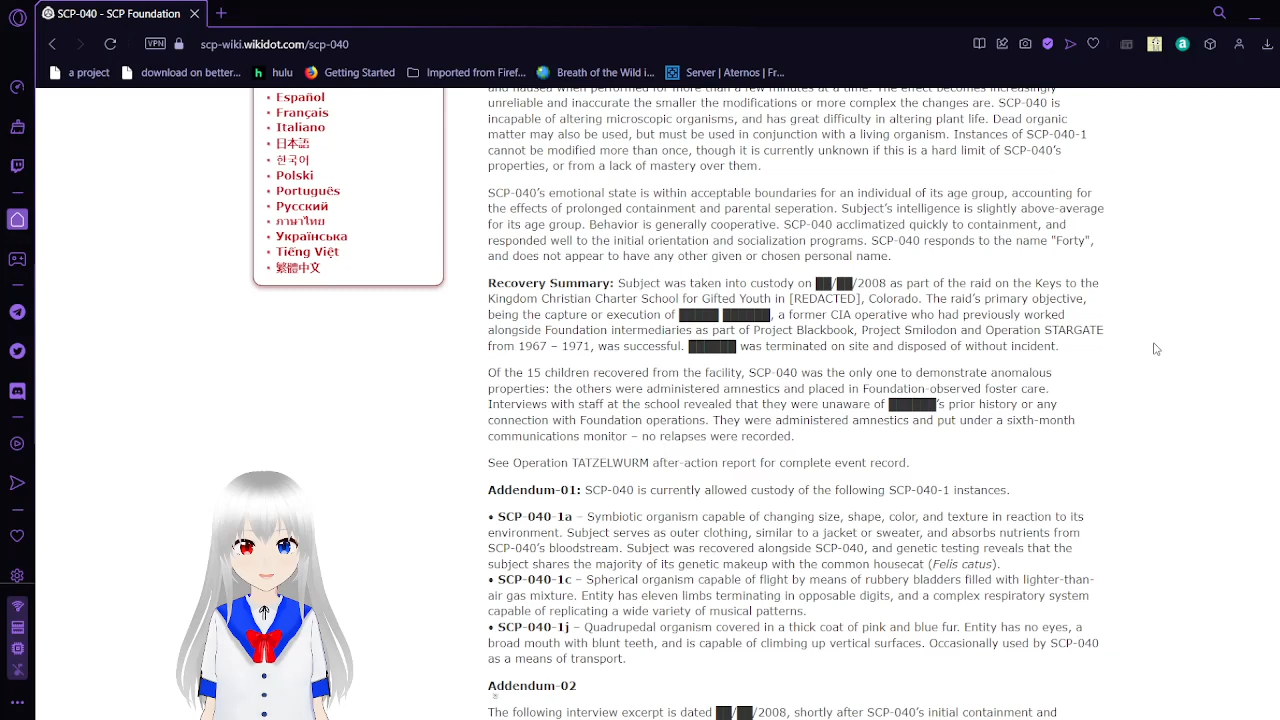 SCP-040 - SCP Foundation
VPN
scp-wiki.wikidot.com/scp-040
a project
download on better...
hulu
Getting Started
Imported from Firef...
Breath of the Wild i...
Server | Aternos | Fr...
Español
Français
Italiano
日本語
한국어
Polski
Português
Русский
ภาษาไทย
Українська
Tiếng Việt
繁體中文
and nausea when performed for more than a few minutes at a time. The effect becomes increasingly
unreliable and inaccurate the smaller the modifications or more complex the changes are. SCP-040 is
incapable of altering microscopic organisms, and has great difficulty in altering plant life. Dead organic
matter may also be used, but must be used in conjunction with a living organism. Instances of SCP-040-1
cannot be modified more than once, though it is currently unknown if this is a hard limit of SCP-040's
properties, or from a lack of mastery over them.
SCP-040's emotional state is within acceptable boundaries for an individual of its age group, accounting for
the effects of prolonged containment and parental seperation. Subject's intelligence is slightly above-average
for its age group. Behavior is generally cooperative. SCP-040 acclimatized quickly to containment, and
responded well to the initial orientation and socialization programs. SCP-040 responds to the name "Forty",
and does not appear to have any other given or chosen personal name.
Recovery Summary: Subject was taken into custody on ██/██/2008 as part of the raid on the Keys to the
Kingdom Christian Charter School for Gifted Youth in [REDACTED], Colorado. The raid's primary objective,
being the capture or execution of █████ ██████, a former CIA operative who had previously worked
alongside Foundation intermediaries as part of Project Blackbook, Project Smilodon and Operation STARGATE
from 1967 – 1971, was successful. ██████ was terminated on site and disposed of without incident.
Of the 15 children recovered from the facility, SCP-040 was the only one to demonstrate anomalous
properties: the others were administered amnestics and placed in Foundation-observed foster care.
Interviews with staff at the school revealed that they were unaware of ██████'s prior history or any
connection with Foundation operations. They were administered amnestics and put under a sixth-month
communications monitor – no relapses were recorded.
See Operation TATZELWURM after-action report for complete event record.
Addendum-01: SCP-040 is currently allowed custody of the following SCP-040-1 instances.
• SCP-040-1a – Symbiotic organism capable of changing size, shape, color, and texture in reaction to its
environment. Subject serves as outer clothing, similar to a jacket or sweater, and absorbs nutrients from
SCP-040's bloodstream. Subject was recovered alongside SCP-040, and genetic testing reveals that the
subject shares the majority of its genetic makeup with the common housecat (Felis catus).
• SCP-040-1c – Spherical organism capable of flight by means of rubbery bladders filled with lighter-than-
air gas mixture. Entity has eleven limbs terminating in opposable digits, and a complex respiratory system
capable of replicating a wide variety of musical patterns.
• SCP-040-1j – Quadrupedal organism covered in a thick coat of pink and blue fur. Entity has no eyes, a
broad mouth with blunt teeth, and is capable of climbing up vertical surfaces. Occasionally used by SCP-040
as a means of transport.
Addendum-02
The following interview excerpt is dated ██/██/2008, shortly after SCP-040's initial containment and